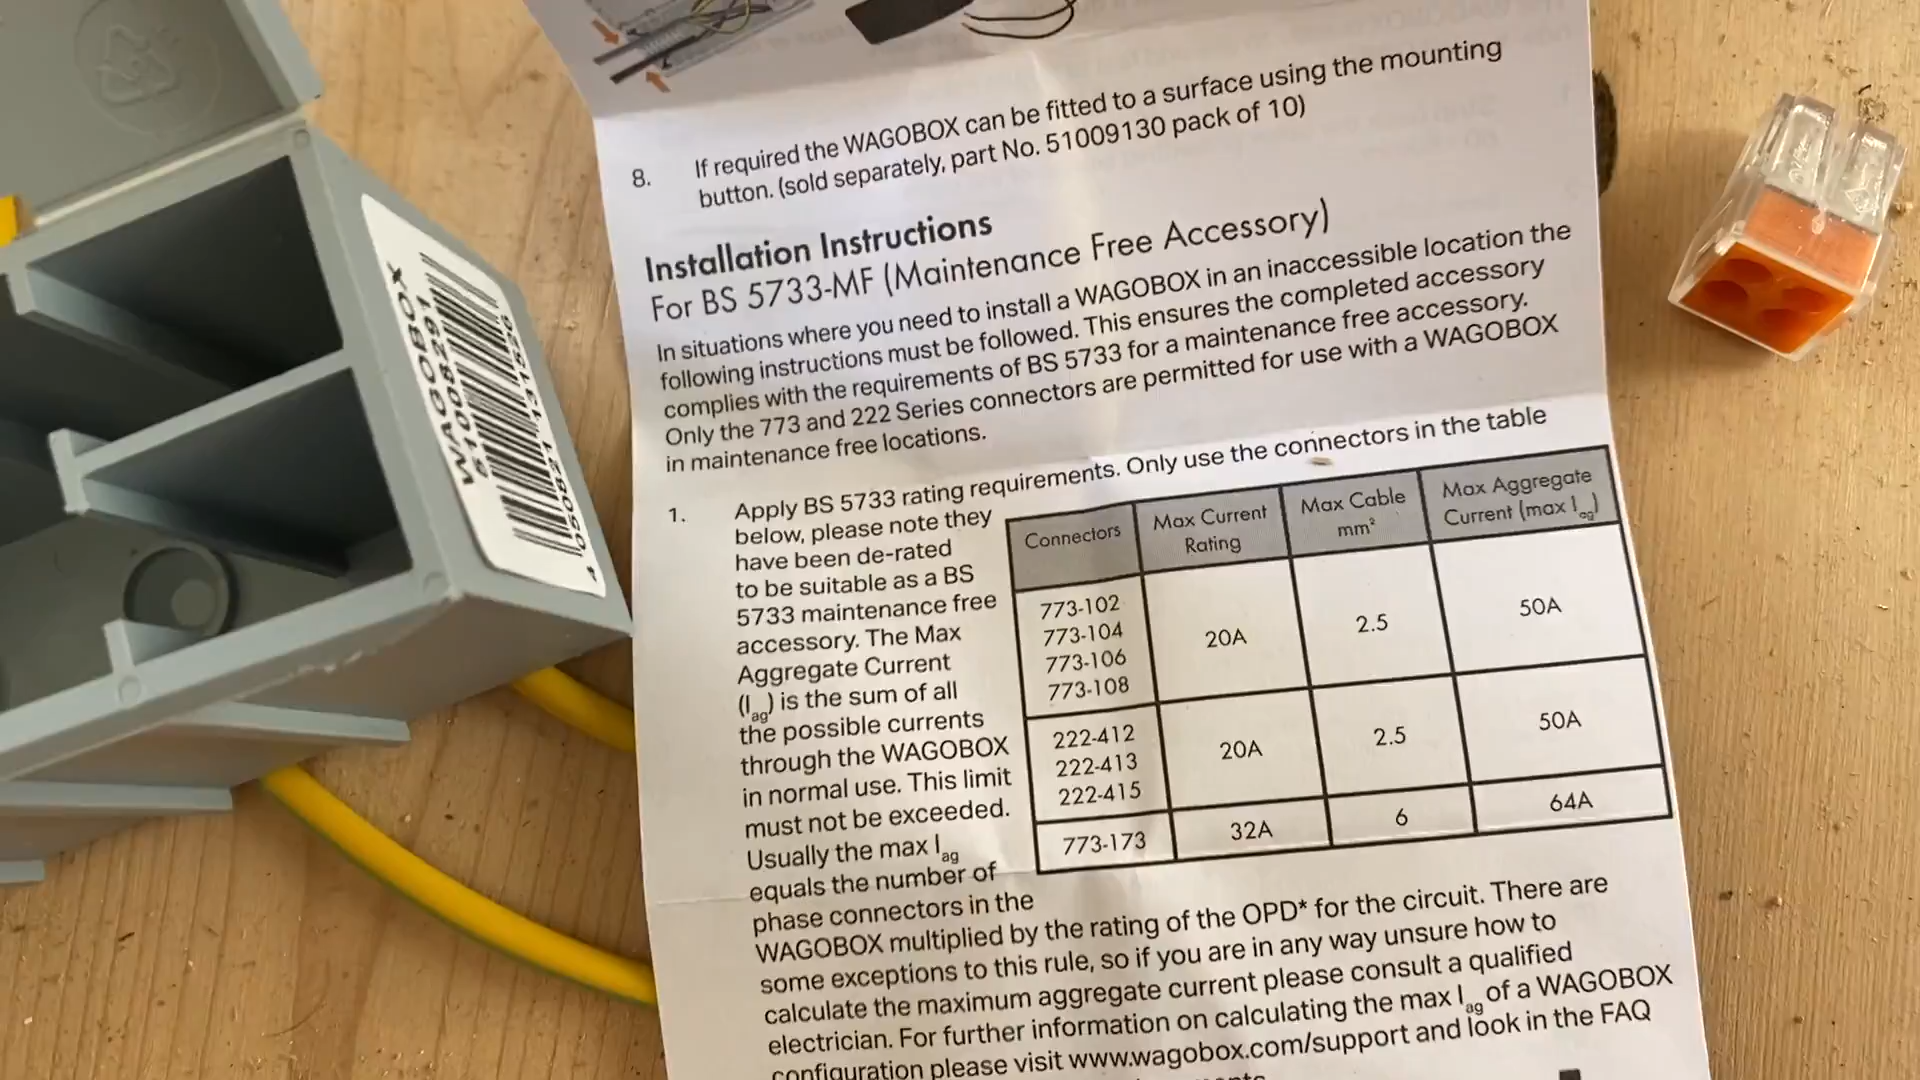 8. If required the WAGOBOX can be fitted to a surface using the mounting
button. (sold separately, part No. 51009130 pack of 10)
Installation Instructions
For BS 5733-MF (Maintenance Free Accessory)
In situations where you need to install a WAGOBOX in an inaccessible location the
following instructions must be followed. This ensures the completed accessory
complies with the requirements of BS 5733 for a maintenance free accessory.
Only the 773 and 222 Series connectors are permitted for use with a WAGOBOX
in maintenance free locations.
1. Apply BS 5733 rating requirements. Only use the connectors in the table
below, please note they
have been de-rated
to be suitable as a BS
5733 maintenance free
accessory. The Max
Aggregate Current
(Iag) is the sum of all
the possible currents
through the WAGOBOX
in normal use. This limit
must not be exceeded.
Usually the max Iag
equals the number of
phase connectors in the
WAGOBOX multiplied by the rating of the OPD* for the circuit. There are
some exceptions to this rule, so if you are in any way unsure how to
calculate the maximum aggregate current please consult a qualified
electrician. For further information on calculating the max Iag of a WAGOBOX
configuration please visit www.wagobox.com/support and look in the FAQ
Connectors
Max Current
Rating
Max Cable
mm²
Max Aggregate
Current (max Iag)
773-102
773-104
773-106
773-108
20A
2.5
50A
222-412
222-413
222-415
20A
2.5
50A
773-173
32A
6
64A
WAGOBOX
51008291
4 050821 131526